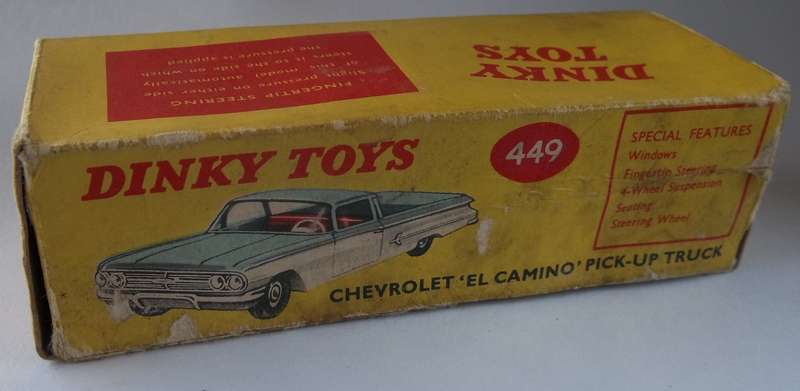 FINGERTIP STEERING
Slight pressure on either side
of this model automatically
steers it to the side on which
the pressure is applied
DINKY
TOYS
DINKY TOYS
449
SPECIAL FEATURES
Windows
Fingertip Steering
4-Wheel Suspension
Seating
Steering Wheel
CHEVROLET 'EL CAMINO' PICK-UP TRUCK